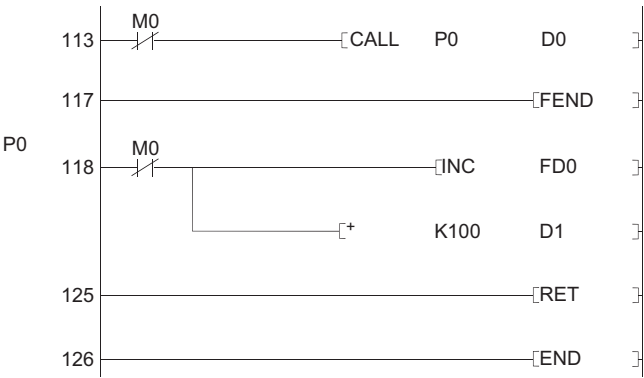 M0
113 CALL P0 D0
117 FEND
P0
M0
118 INC FD0
+ K100 D1
125 RET
126 END